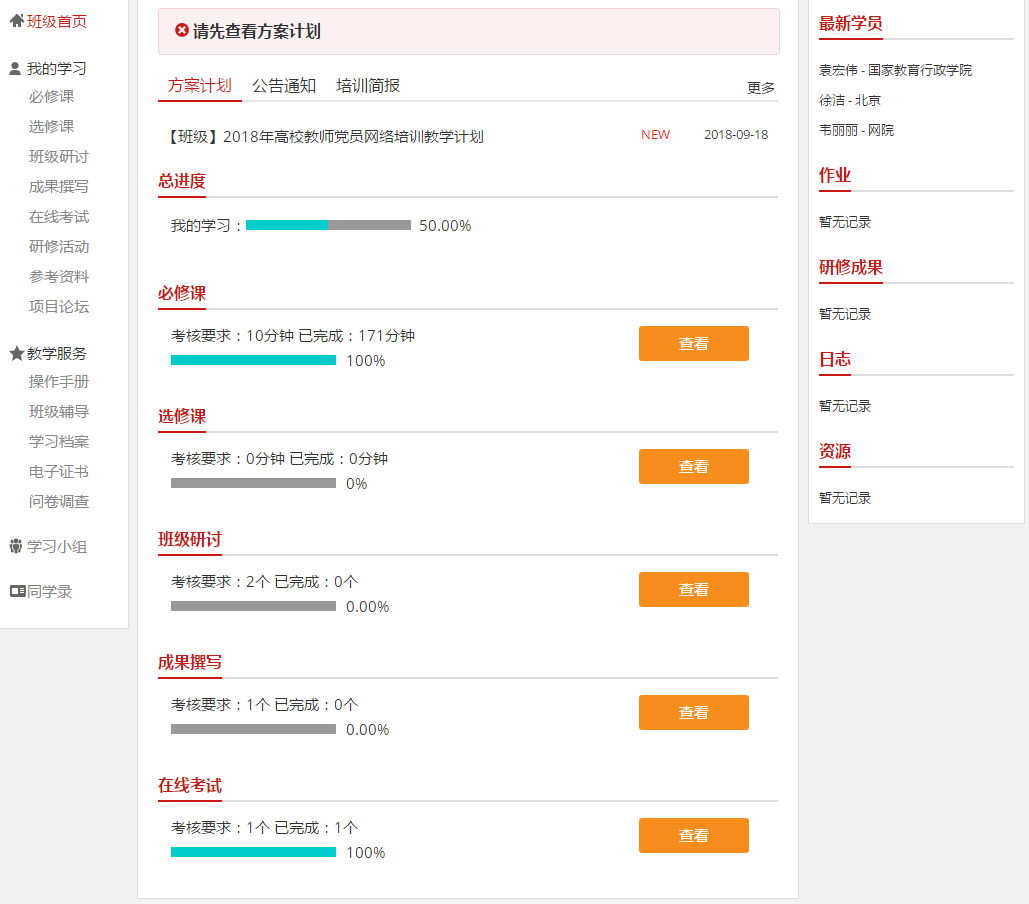 班级首页
我的学习
必修课
选修课
班级研讨
成果撰写
在线考试
研修活动
参考资料
项目论坛
教学服务
操作手册
班级辅导
学习档案
电子证书
问卷调查
学习小组
同学录
请先查看方案计划
方案计划 公告通知 培训简报 更多
【班级】2018年高校教师党员网络培训教学计划 NEW 2018-09-18
总进度
我的学习：50.00%
必修课
考核要求：10分钟 已完成：171分钟
查看
100%
选修课
考核要求：0分钟 已完成：0分钟
查看
0%
班级研讨
考核要求：2个 已完成：0个
查看
0.00%
成果撰写
考核要求：1个 已完成：0个
查看
0.00%
在线考试
考核要求：1个 已完成：1个
查看
100%
最新学员
袁宏伟 - 国家教育行政学院
徐洁 - 北京
韦丽丽 - 网院
作业
暂无记录
研修成果
暂无记录
日志
暂无记录
资源
暂无记录